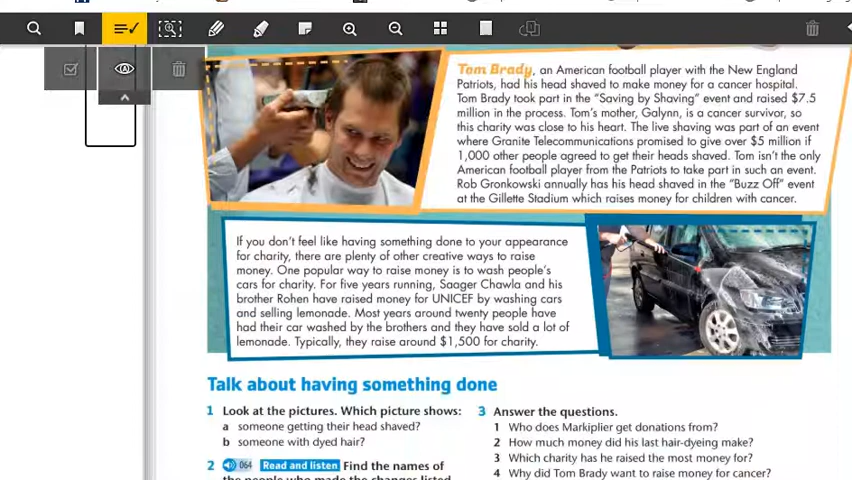 Tom Brady, an American football player with the New England
Patriots, had his head shaved to make money for a cancer hospital.
Tom Brady took part in the “Saving by Shaving” event and raised $7.5
million in the process. Tom’s mother, Galynn, is a cancer survivor, so
this charity was close to his heart. The live shaving was part of an event
where Granite Telecommunications promised to give over $5 million if
1,000 other people agreed to get their heads shaved. Tom isn’t the only
American football player from the Patriots to take part in such an event.
Rob Gronkowski annually has his head shaved in the “Buzz Off” event
at the Gillette Stadium which raises money for children with cancer.
If you don’t feel like having something done to your appearance
for charity, there are plenty of other creative ways to raise
money. One popular way to raise money is to wash people’s
cars for charity. For five years running, Saager Chawla and his
brother Rohen have raised money for UNICEF by washing cars
and selling lemonade. Most years around twenty people have
had their car washed by the brothers and they have sold a lot of
lemonade. Typically, they raise around $1,500 for charity.
Talk about having something done
1 Look at the pictures. Which picture shows:
a someone getting their head shaved?
b someone with dyed hair?
2 064 Read and listen Find the names of
the people who made the changes listed
3 Answer the questions.
1 Who does Markiplier get donations from?
2 How much money did his last hair-dyeing make?
3 Which charity has he raised the most money for?
4 Why did Tom Brady want to raise money for cancer?